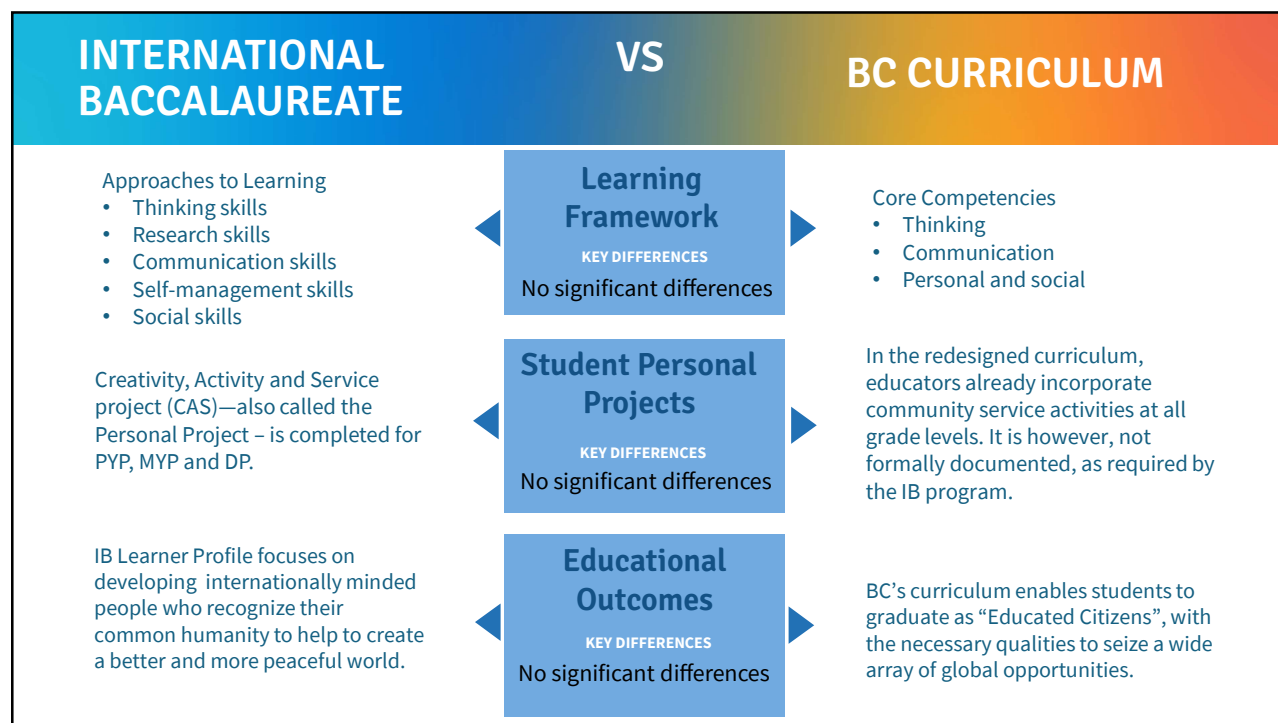 INTERNATIONAL
BACCALAUREATE
VS
BC CURRICULUM
Approaches to Learning
• Thinking skills
• Research skills
• Communication skills
• Self-management skills
• Social skills
Learning
Framework
KEY DIFFERENCES
No significant differences
Core Competencies
• Thinking
• Communication
• Personal and social
Creativity, Activity and Service
project (CAS)—also called the
Personal Project – is completed for
PYP, MYP and DP.
Student Personal
Projects
KEY DIFFERENCES
No significant differences
In the redesigned curriculum,
educators already incorporate
community service activities at all
grade levels. It is however, not
formally documented, as required by
the IB program.
IB Learner Profile focuses on
developing internationally minded
people who recognize their
common humanity to help to create
a better and more peaceful world.
Educational
Outcomes
KEY DIFFERENCES
No significant differences
BC’s curriculum enables students to
graduate as “Educated Citizens”, with
the necessary qualities to seize a wide
array of global opportunities.